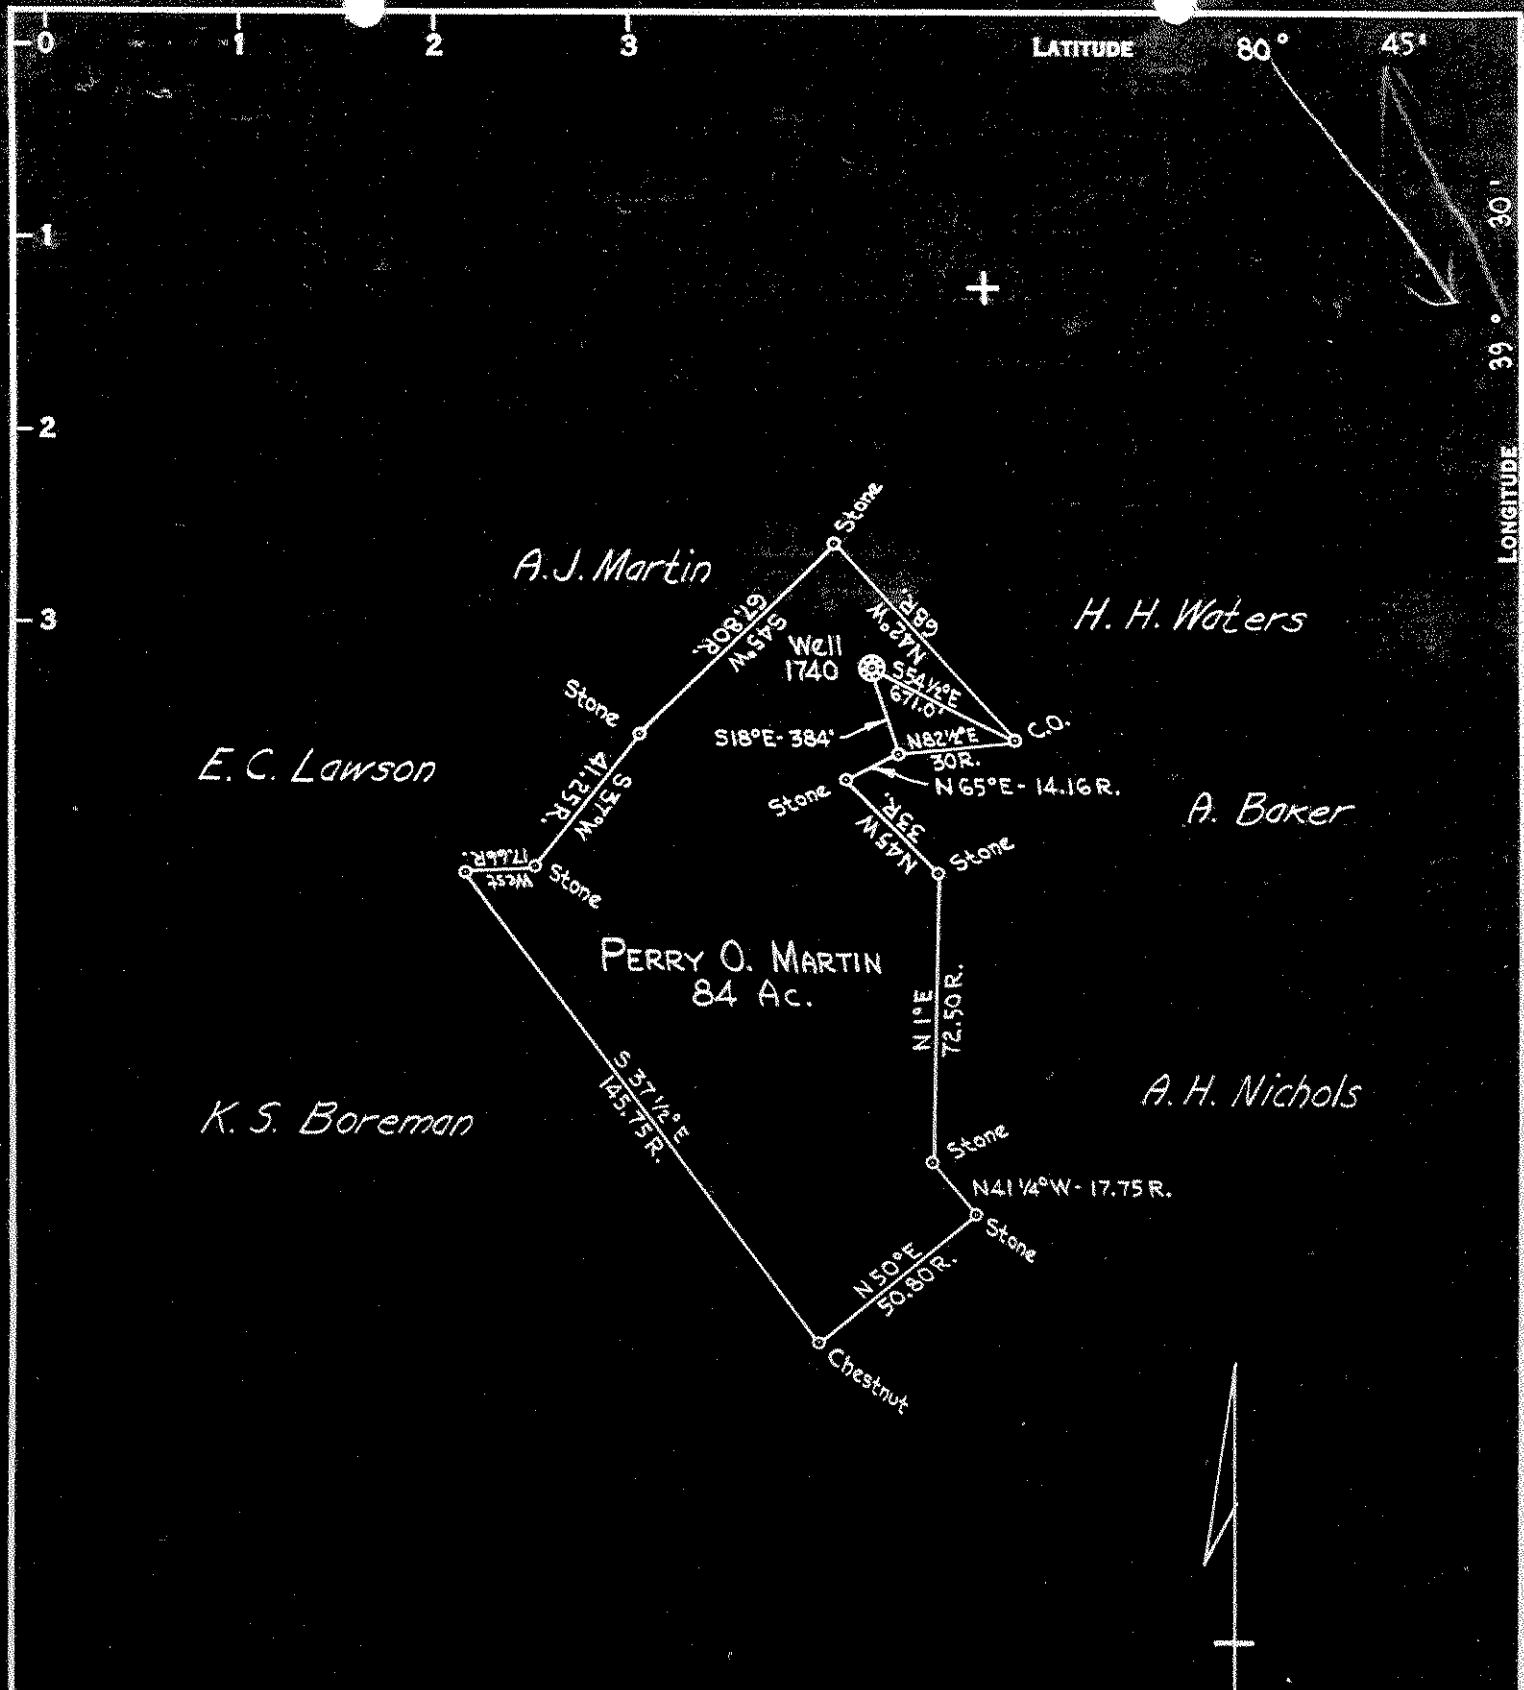 0 1 2 3 LATITUDE 80° 45'
1
2
3
39° 30'
LONGITUDE
Stone
A.J. Martin
H. H. Waters
67.80R.
S45°W
68R
N42°W
Well
1740
S54½°E
671.0'
Stone
C.O.
S18°E-384'
N82½°E
30R.
N65°E-14.16R.
E. C. Lawson
Stone
A. Baker
41.25R.
S37°W
33R.
N45W
Stone
17.66R.
West
Stone
PERRY O. MARTIN
84 Ac.
N1°E
72.50R.
S37½°E
145.75R.
K. S. Boreman
A. H. Nichols
Stone
N41¼°W-17.75R.
Stone
N50°E
50.80R.
Chestnut